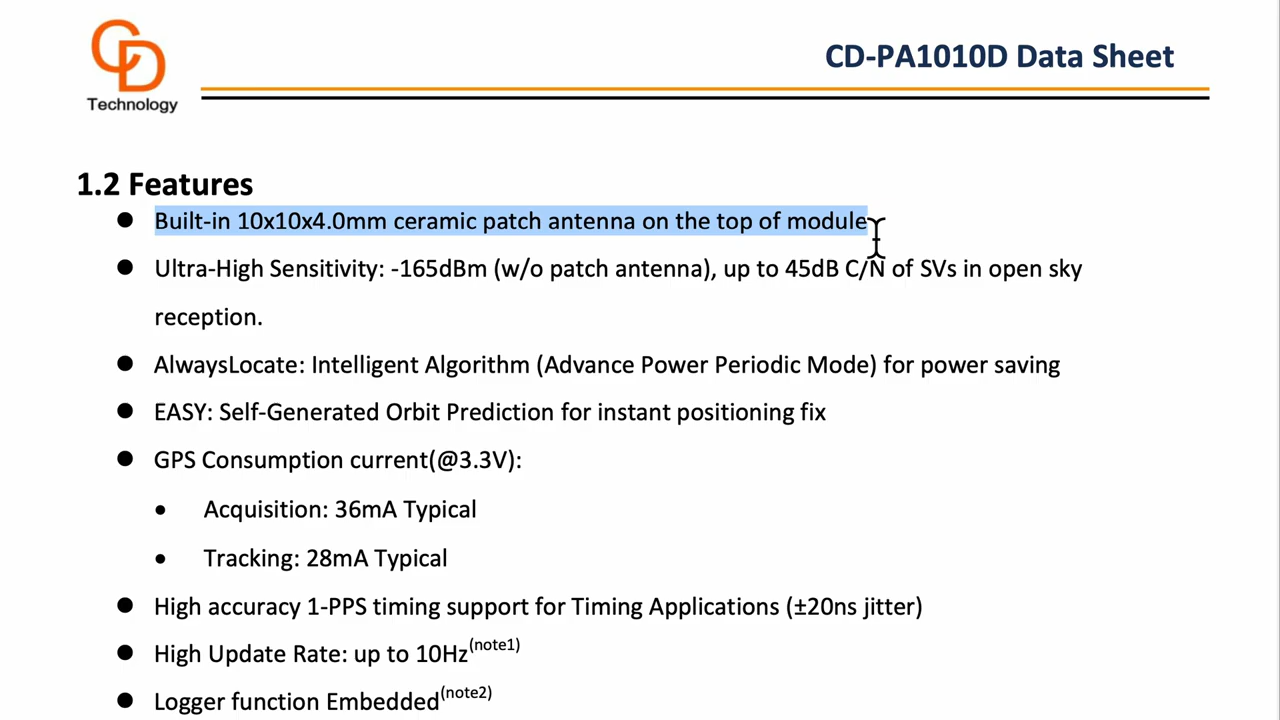 CD
Technology
CD-PA1010D Data Sheet
1.2 Features
● Built-in 10x10x4.0mm ceramic patch antenna on the top of module
● Ultra-High Sensitivity: -165dBm (w/o patch antenna), up to 45dB C/N of SVs in open sky
reception.
● AlwaysLocate: Intelligent Algorithm (Advance Power Periodic Mode) for power saving
● EASY: Self-Generated Orbit Prediction for instant positioning fix
● GPS Consumption current(@3.3V):
• Acquisition: 36mA Typical
• Tracking: 28mA Typical
● High accuracy 1-PPS timing support for Timing Applications (±20ns jitter)
● High Update Rate: up to 10Hz(note1)
● Logger function Embedded(note2)